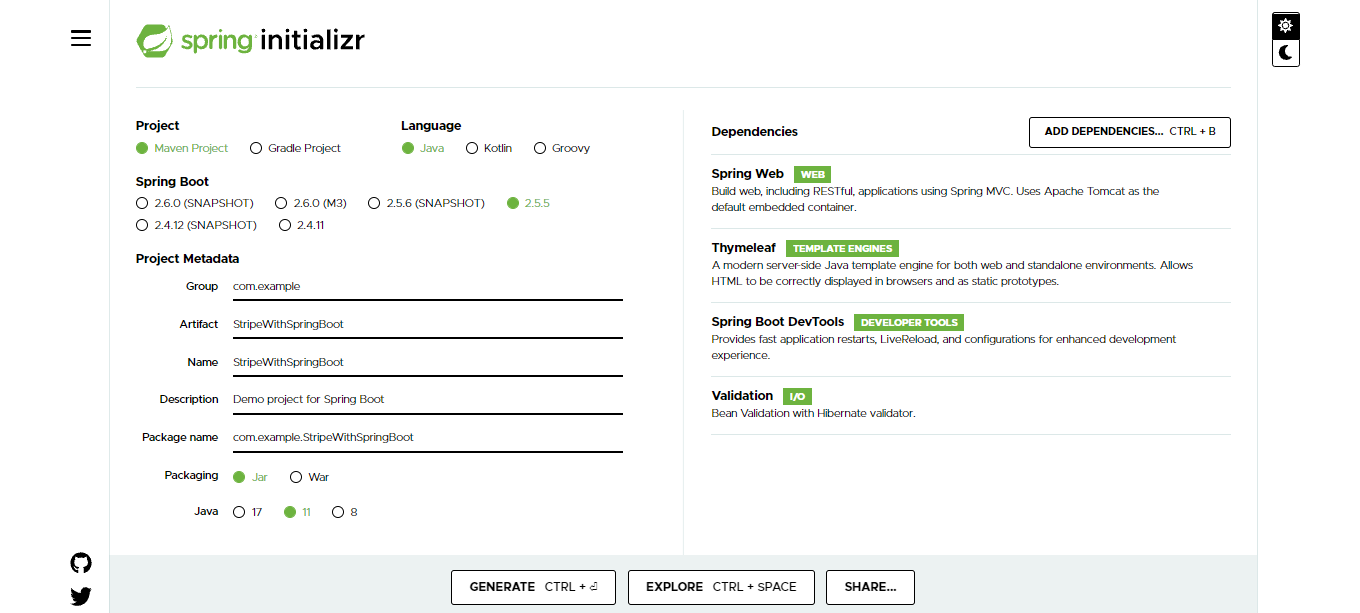 spring initializr
Project
Maven Project Gradle Project
Language
Java Kotlin Groovy
Spring Boot
2.6.0 (SNAPSHOT) 2.6.0 (M3) 2.5.6 (SNAPSHOT) 2.5.5
2.4.12 (SNAPSHOT) 2.4.11
Project Metadata
Group com.example
Artifact StripeWithSpringBoot
Name StripeWithSpringBoot
Description Demo project for Spring Boot
Package name com.example.StripeWithSpringBoot
Packaging Jar War
Java 17 11 8
Dependencies ADD DEPENDENCIES... CTRL + B
Spring Web WEB
Build web, including RESTful, applications using Spring MVC. Uses Apache Tomcat as the
default embedded container.
Thymeleaf TEMPLATE ENGINES
A modern server-side Java template engine for both web and standalone environments. Allows
HTML to be correctly displayed in browsers and as static prototypes.
Spring Boot DevTools DEVELOPER TOOLS
Provides fast application restarts, LiveReload, and configurations for enhanced development
experience.
Validation I/O
Bean Validation with Hibernate validator.
GENERATE CTRL + ⏎ EXPLORE CTRL + SPACE SHARE...